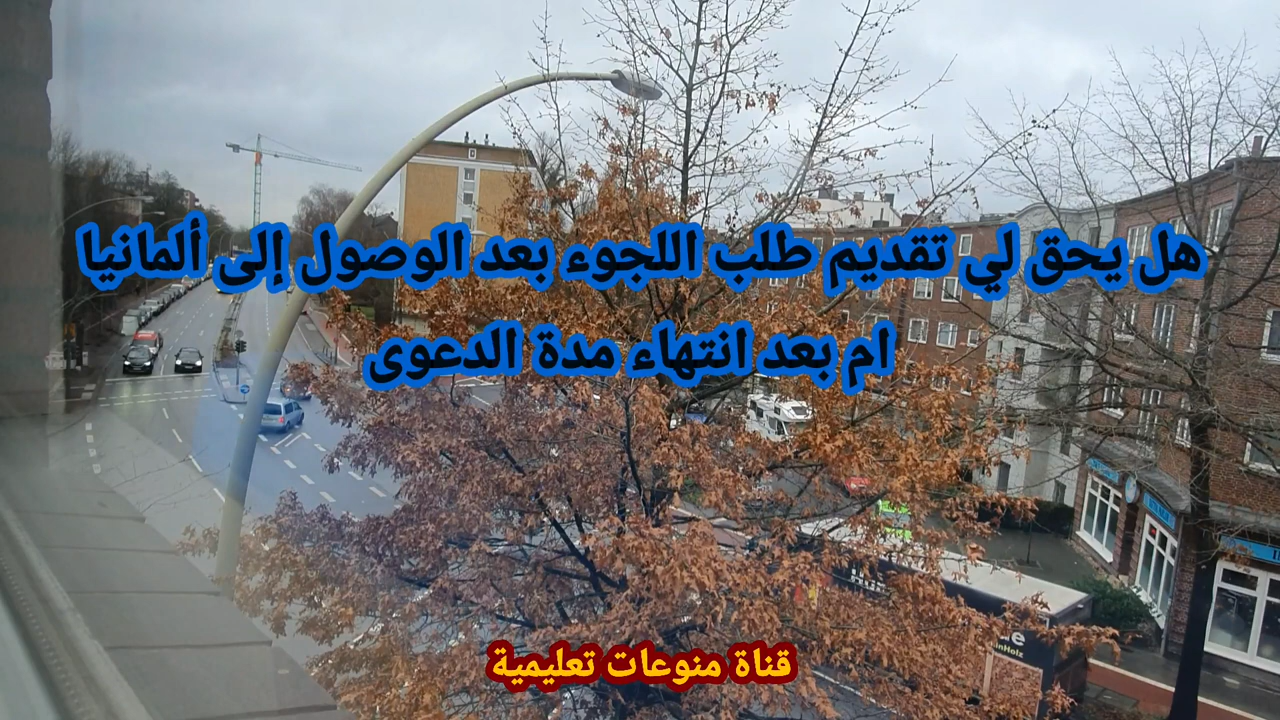 هل يحق لي تقديم طلب اللجوء بعد الوصول إلى ألمانيا
ام بعد انتهاء مدة الدعوى
قناة منوعات تعليمية